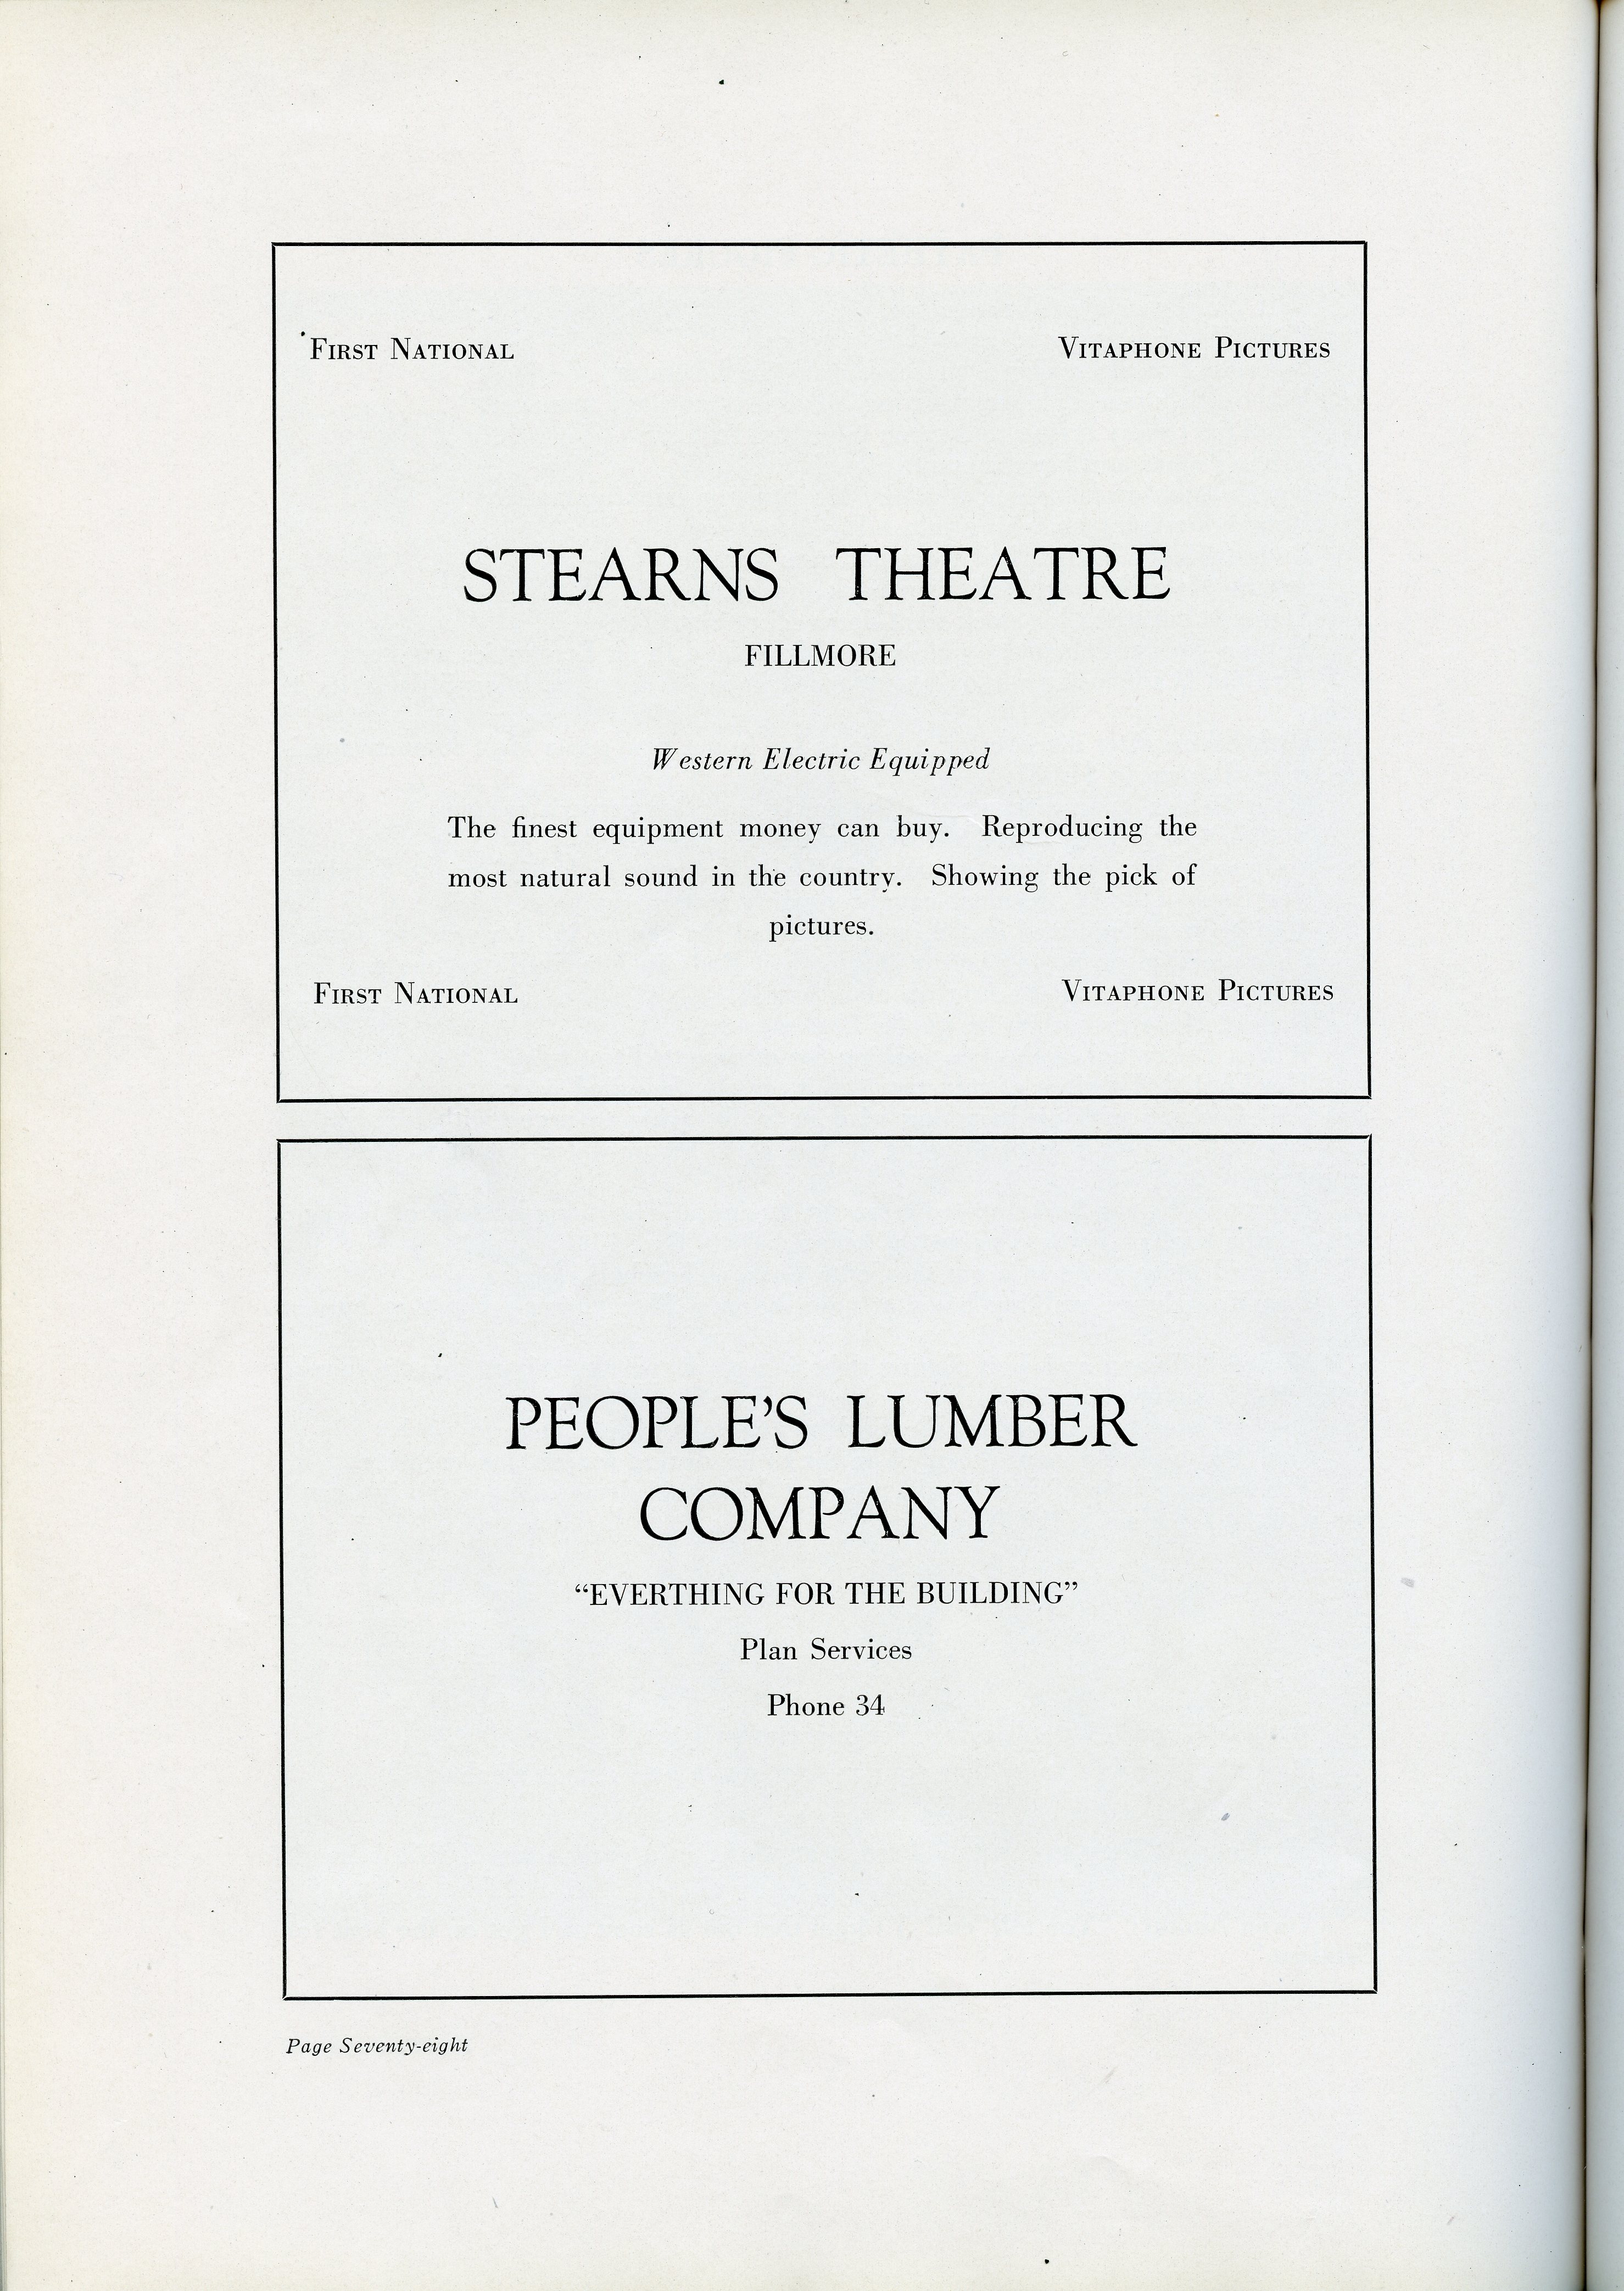 First National Vitaphone Pictures
STEARNS THEATRE
FILLMORE
Western Electric Equipped
The finest equipment money can buy. Reproducing the
most natural sound in the country. Showing the pick of
pictures.
First National Vitaphone Pictures
PEOPLE'S LUMBER
COMPANY
“EVERTHING FOR THE BUILDING”
Plan Services
Phone 34
Page Seventy-eight